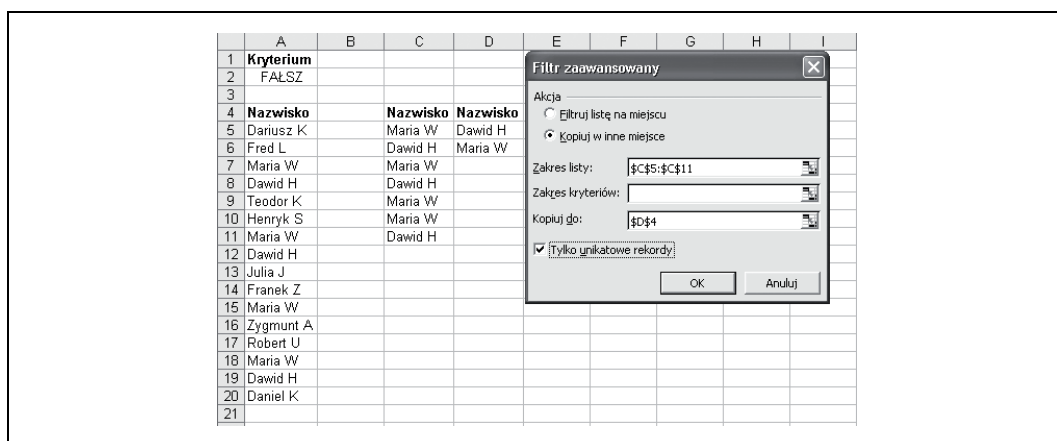 A B C D E F G H I
1 Kryterium
2 FAŁSZ
3
4 Nazwisko Nazwisko Nazwisko
5 Dariusz K Maria W Dawid H
6 Fred L Dawid H Maria W
7 Maria W Maria W
8 Dawid H Dawid H
9 Teodor K Maria W
10 Henryk S Maria W
11 Maria W Dawid H
12 Dawid H
13 Julia J
14 Franek Z
15 Maria W
16 Zygmunt A
17 Robert U
18 Maria W
19 Dawid H
20 Daniel K
21
Filtr zaawansowany
Akcja
Filtruj listę na miejscu
Kopiuj w inne miejsce
Zakres listy: $C$5:$C$11
Zakres kryteriów:
Kopiuj do: $D$4
Tylko unikatowe rekordy
OK Anuluj